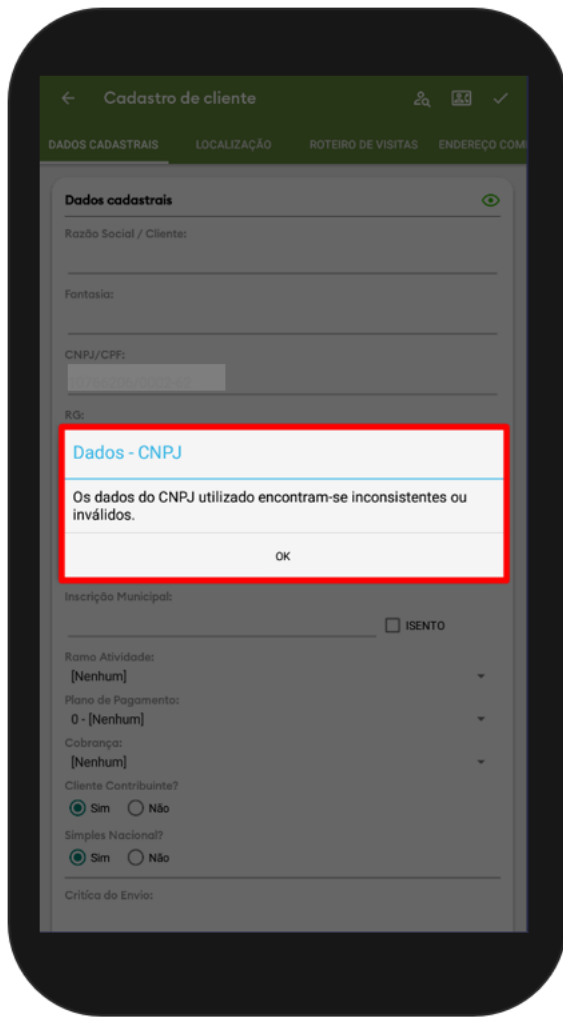 Cadastro de cliente
DADOS CADASTRAIS LOCALIZAÇÃO ROTEIRO DE VISITAS ENDEREÇO COM
Dados cadastrais
Razão Social / Cliente:
Fantasia:
CNPJ/CPF:
RG:
Dados - CNPJ
Os dados do CNPJ utilizado encontram-se inconsistentes ou
inválidos.
OK
Inscrição Municipal:
ISENTO
Ramo Atividade:
[Nenhum]
Plano de Pagamento:
0 - [Nenhum]
Cobrança:
[Nenhum]
Cliente Contribuinte?
Sim Não
Simples Nacional?
Sim Não
Crítica do Envio: